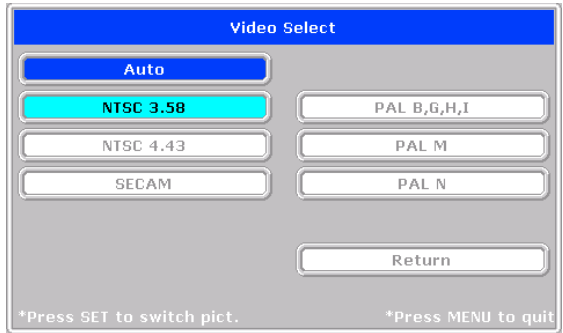 Video Select
Auto
NTSC 3.58
PAL B,G,H,I
NTSC 4.43
PAL M
SECAM
PAL N
Return
*Press SET to switch pict.
*Press MENU to quit